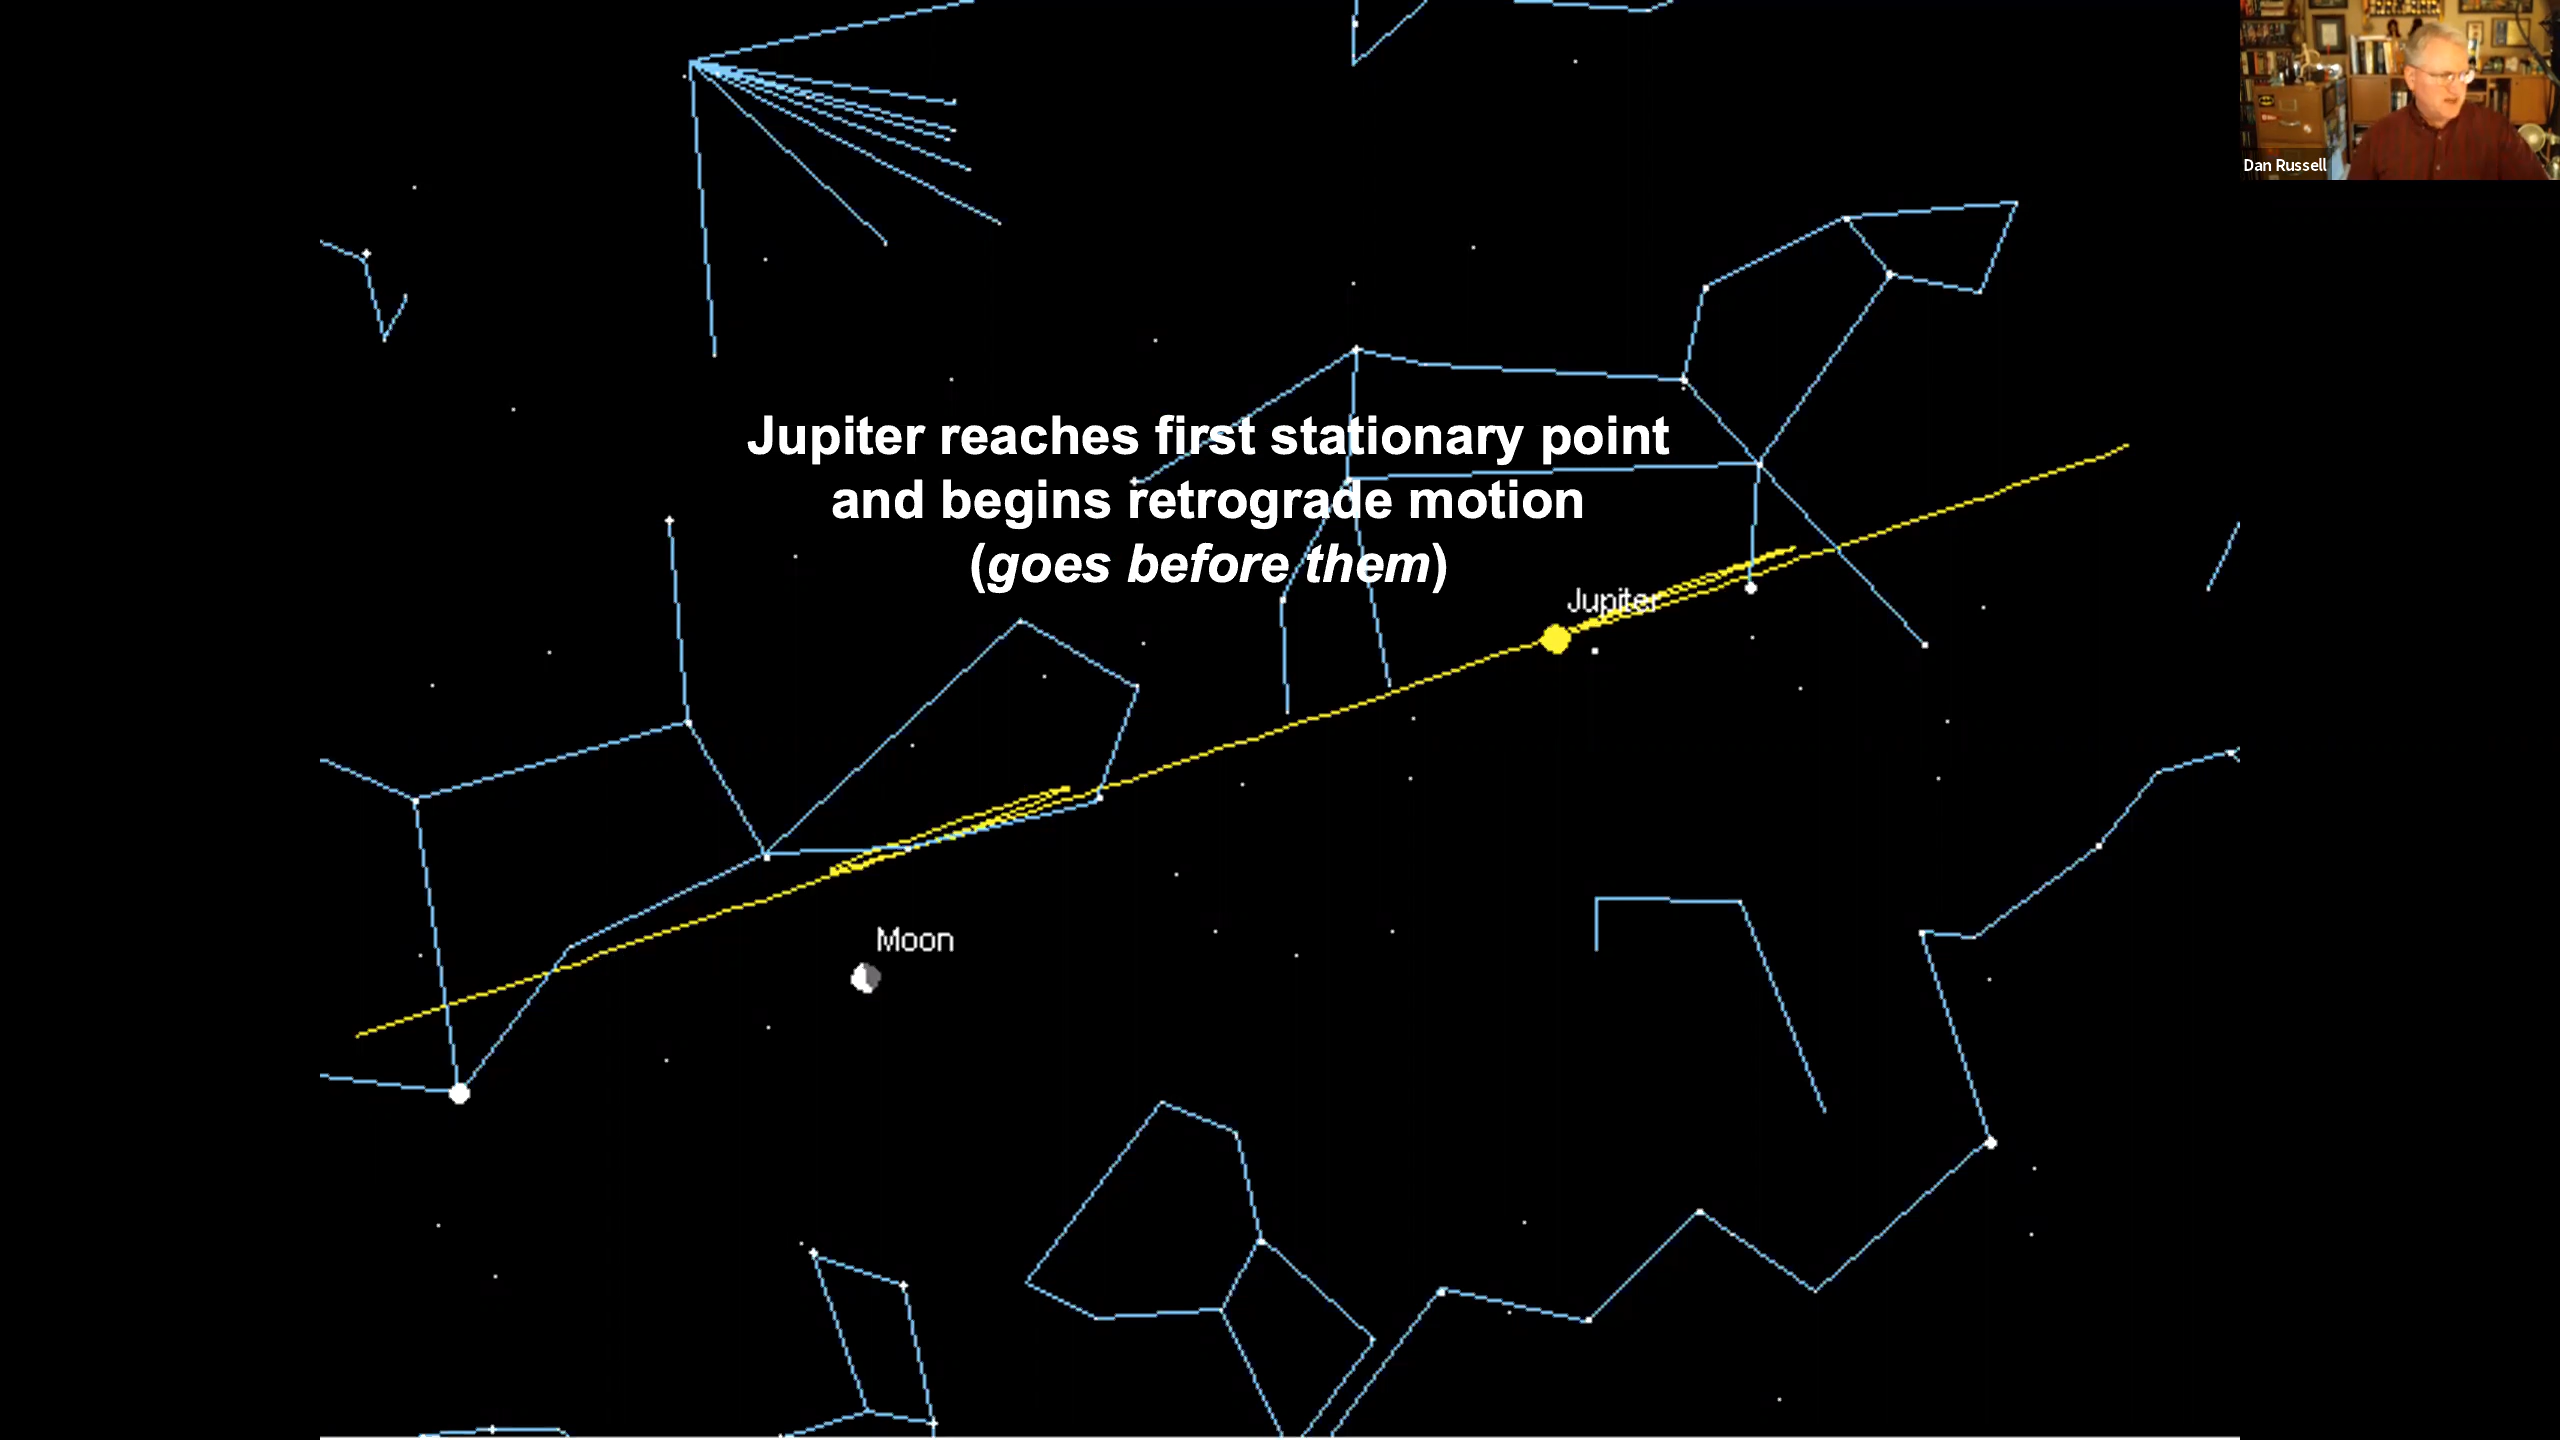 Dan Russell
Jupiter reaches first stationary point
and begins retrograde motion
(goes before them)
Jupiter
Moon